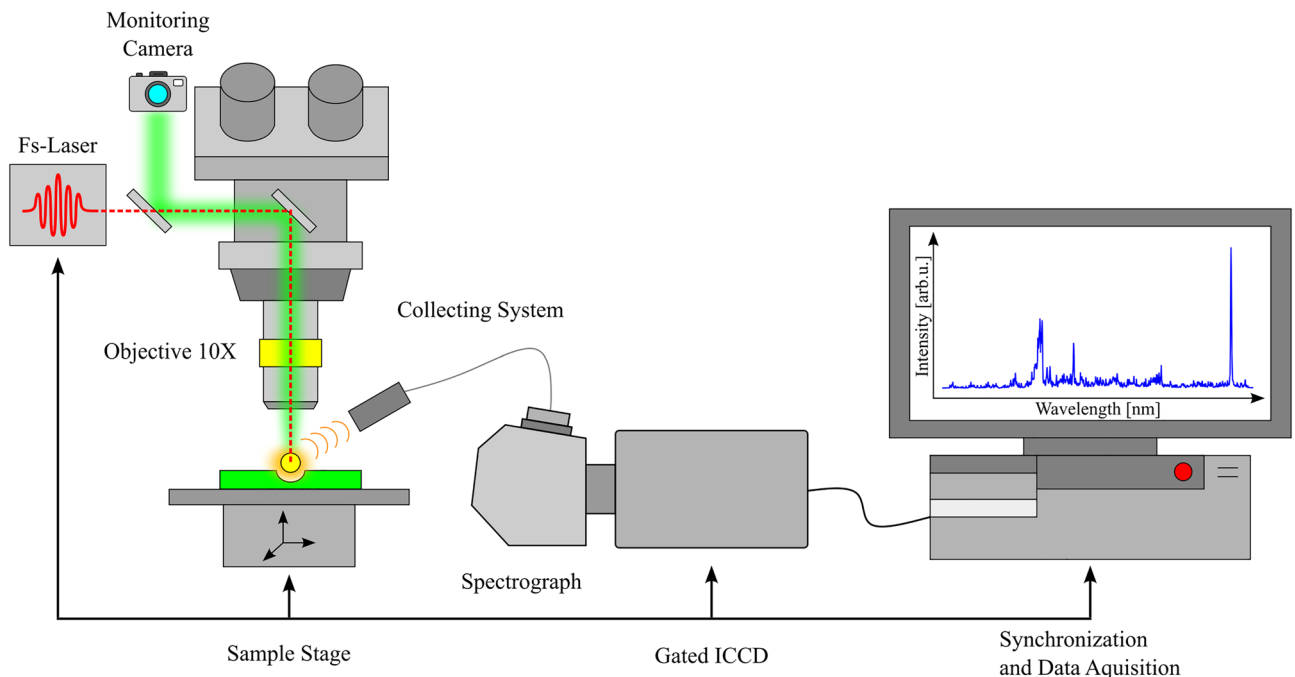 Monitoring
Camera
Fs-Laser
Collecting System
Objective 10X
Intensity [arb.u.]
Wavelength [nm]
Spectrograph
Sample Stage
Gated ICCD
Synchronization
and Data Aquisition